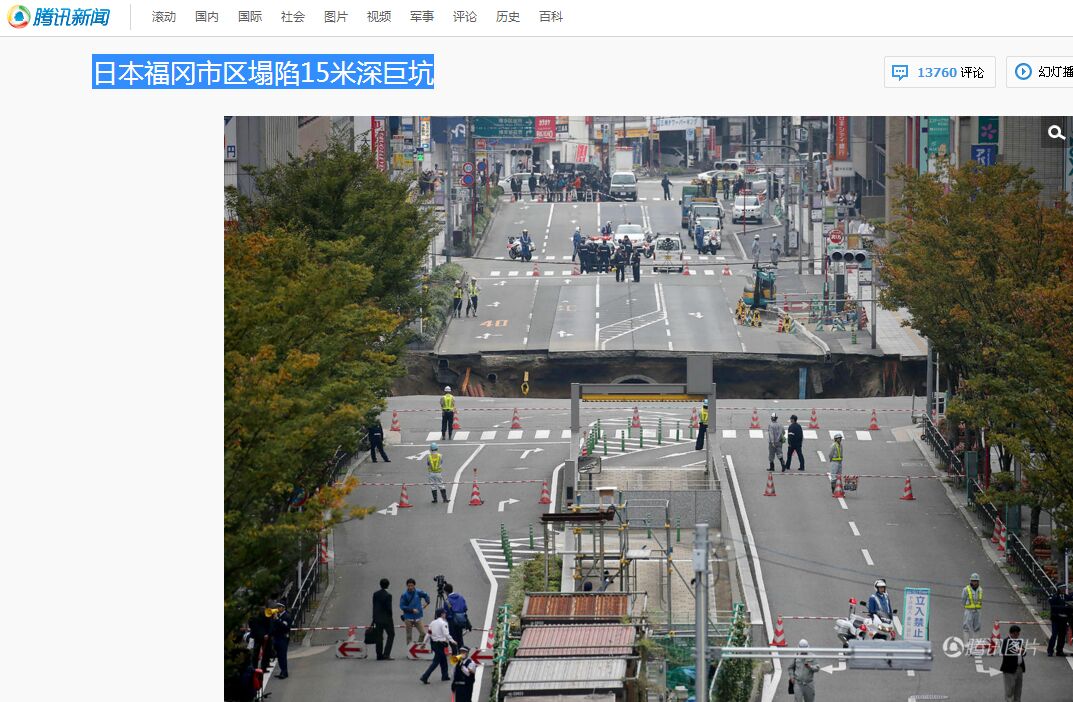 腾讯新闻
滚动 国内 国际 社会 图片 视频 军事 评论 历史 百科
日本福冈市区塌陷15米深巨坑
13760 评论
幻灯播
40
立入禁止
腾讯图片